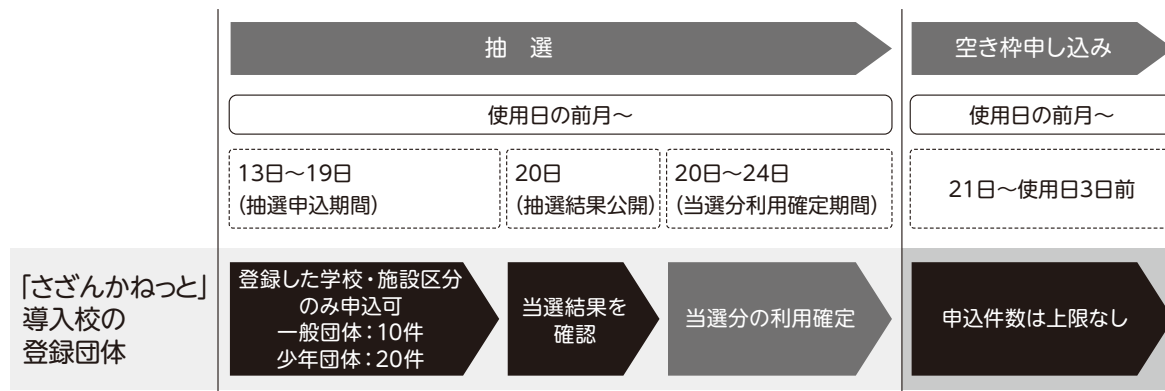 抽　選
空き枠申し込み
使用日の前月～
使用日の前月～
13日～19日
（抽選申込期間）
20日
（抽選結果公開）
20日～24日
（当選分利用確定期間）
21日～使用日3日前
「さざんかねっと」
導入校の
登録団体
登録した学校・施設区分
のみ申込可
一般団体：10件
少年団体：20件
当選結果を
確認
当選分の利用確定
申込件数は上限なし